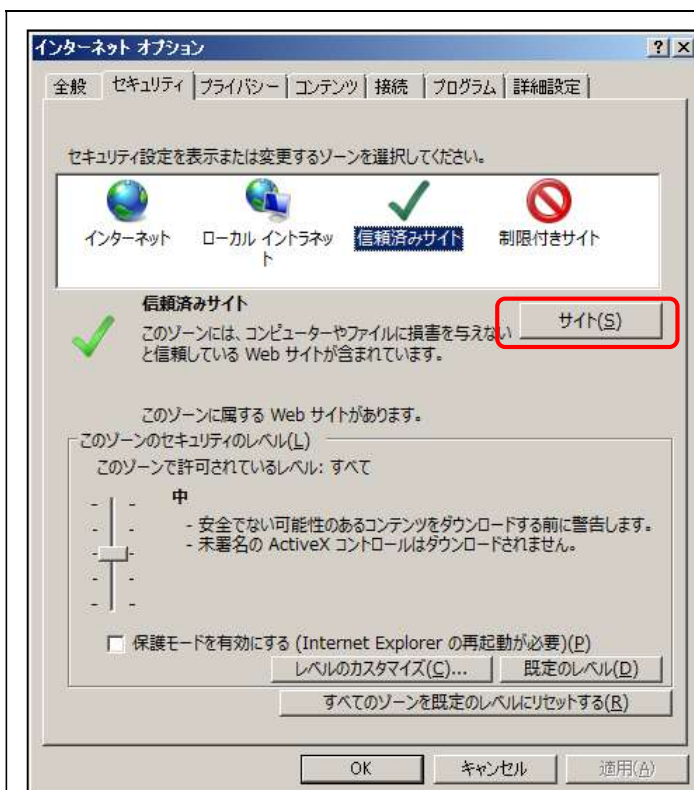 インターネット オプション
全般 セキュリティ プライバシー コンテンツ 接続 プログラム 詳細設定
セキュリティ設定を表示または変更するゾーンを選択してください。
インターネット
ローカル イントラネッ
ト
信頼済みサイト
制限付きサイト
信頼済みサイト
サイト(S)
このゾーンには、コンピューターやファイルに損害を与えない
と信頼している Web サイトが含まれています。
このゾーンに属する Web サイトがあります。
このゾーンのセキュリティのレベル(L)
このゾーンで許可されているレベル: すべて
中
- 安全でない可能性のあるコンテンツをダウンロードする前に警告します。
- 未署名の ActiveX コントロールはダウンロードされません。
保護モードを有効にする (Internet Explorer の再起動が必要)(P)
レベルのカスタマイズ(C)... 既定のレベル(D)
すべてのゾーンを既定のレベルにリセットする(R)
OK キャンセル 適用(A)